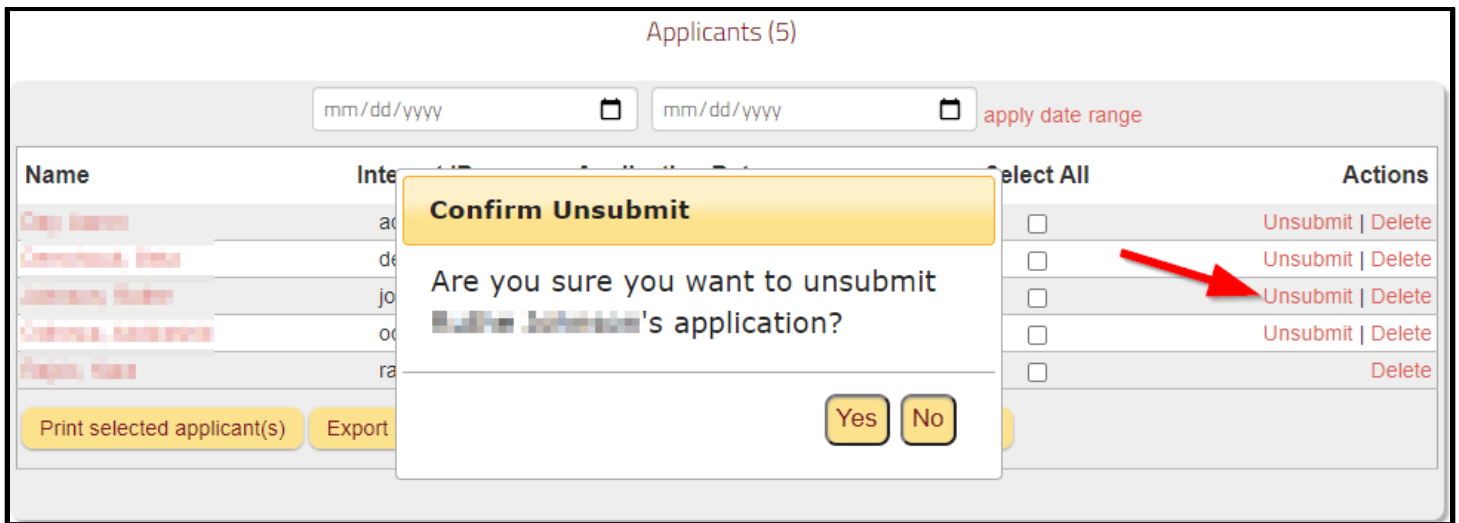 Applicants (5)
mm/dd/yyyy mm/dd/yyyy apply date range
Name Inte elect All Actions
Confirm Unsubmit
ac Unsubmit | Delete
de Unsubmit | Delete
Are you sure you want to unsubmit
jo Unsubmit | Delete
's application?
Unsubmit | Delete
ra Delete
Print selected applicant(s) Export Yes No